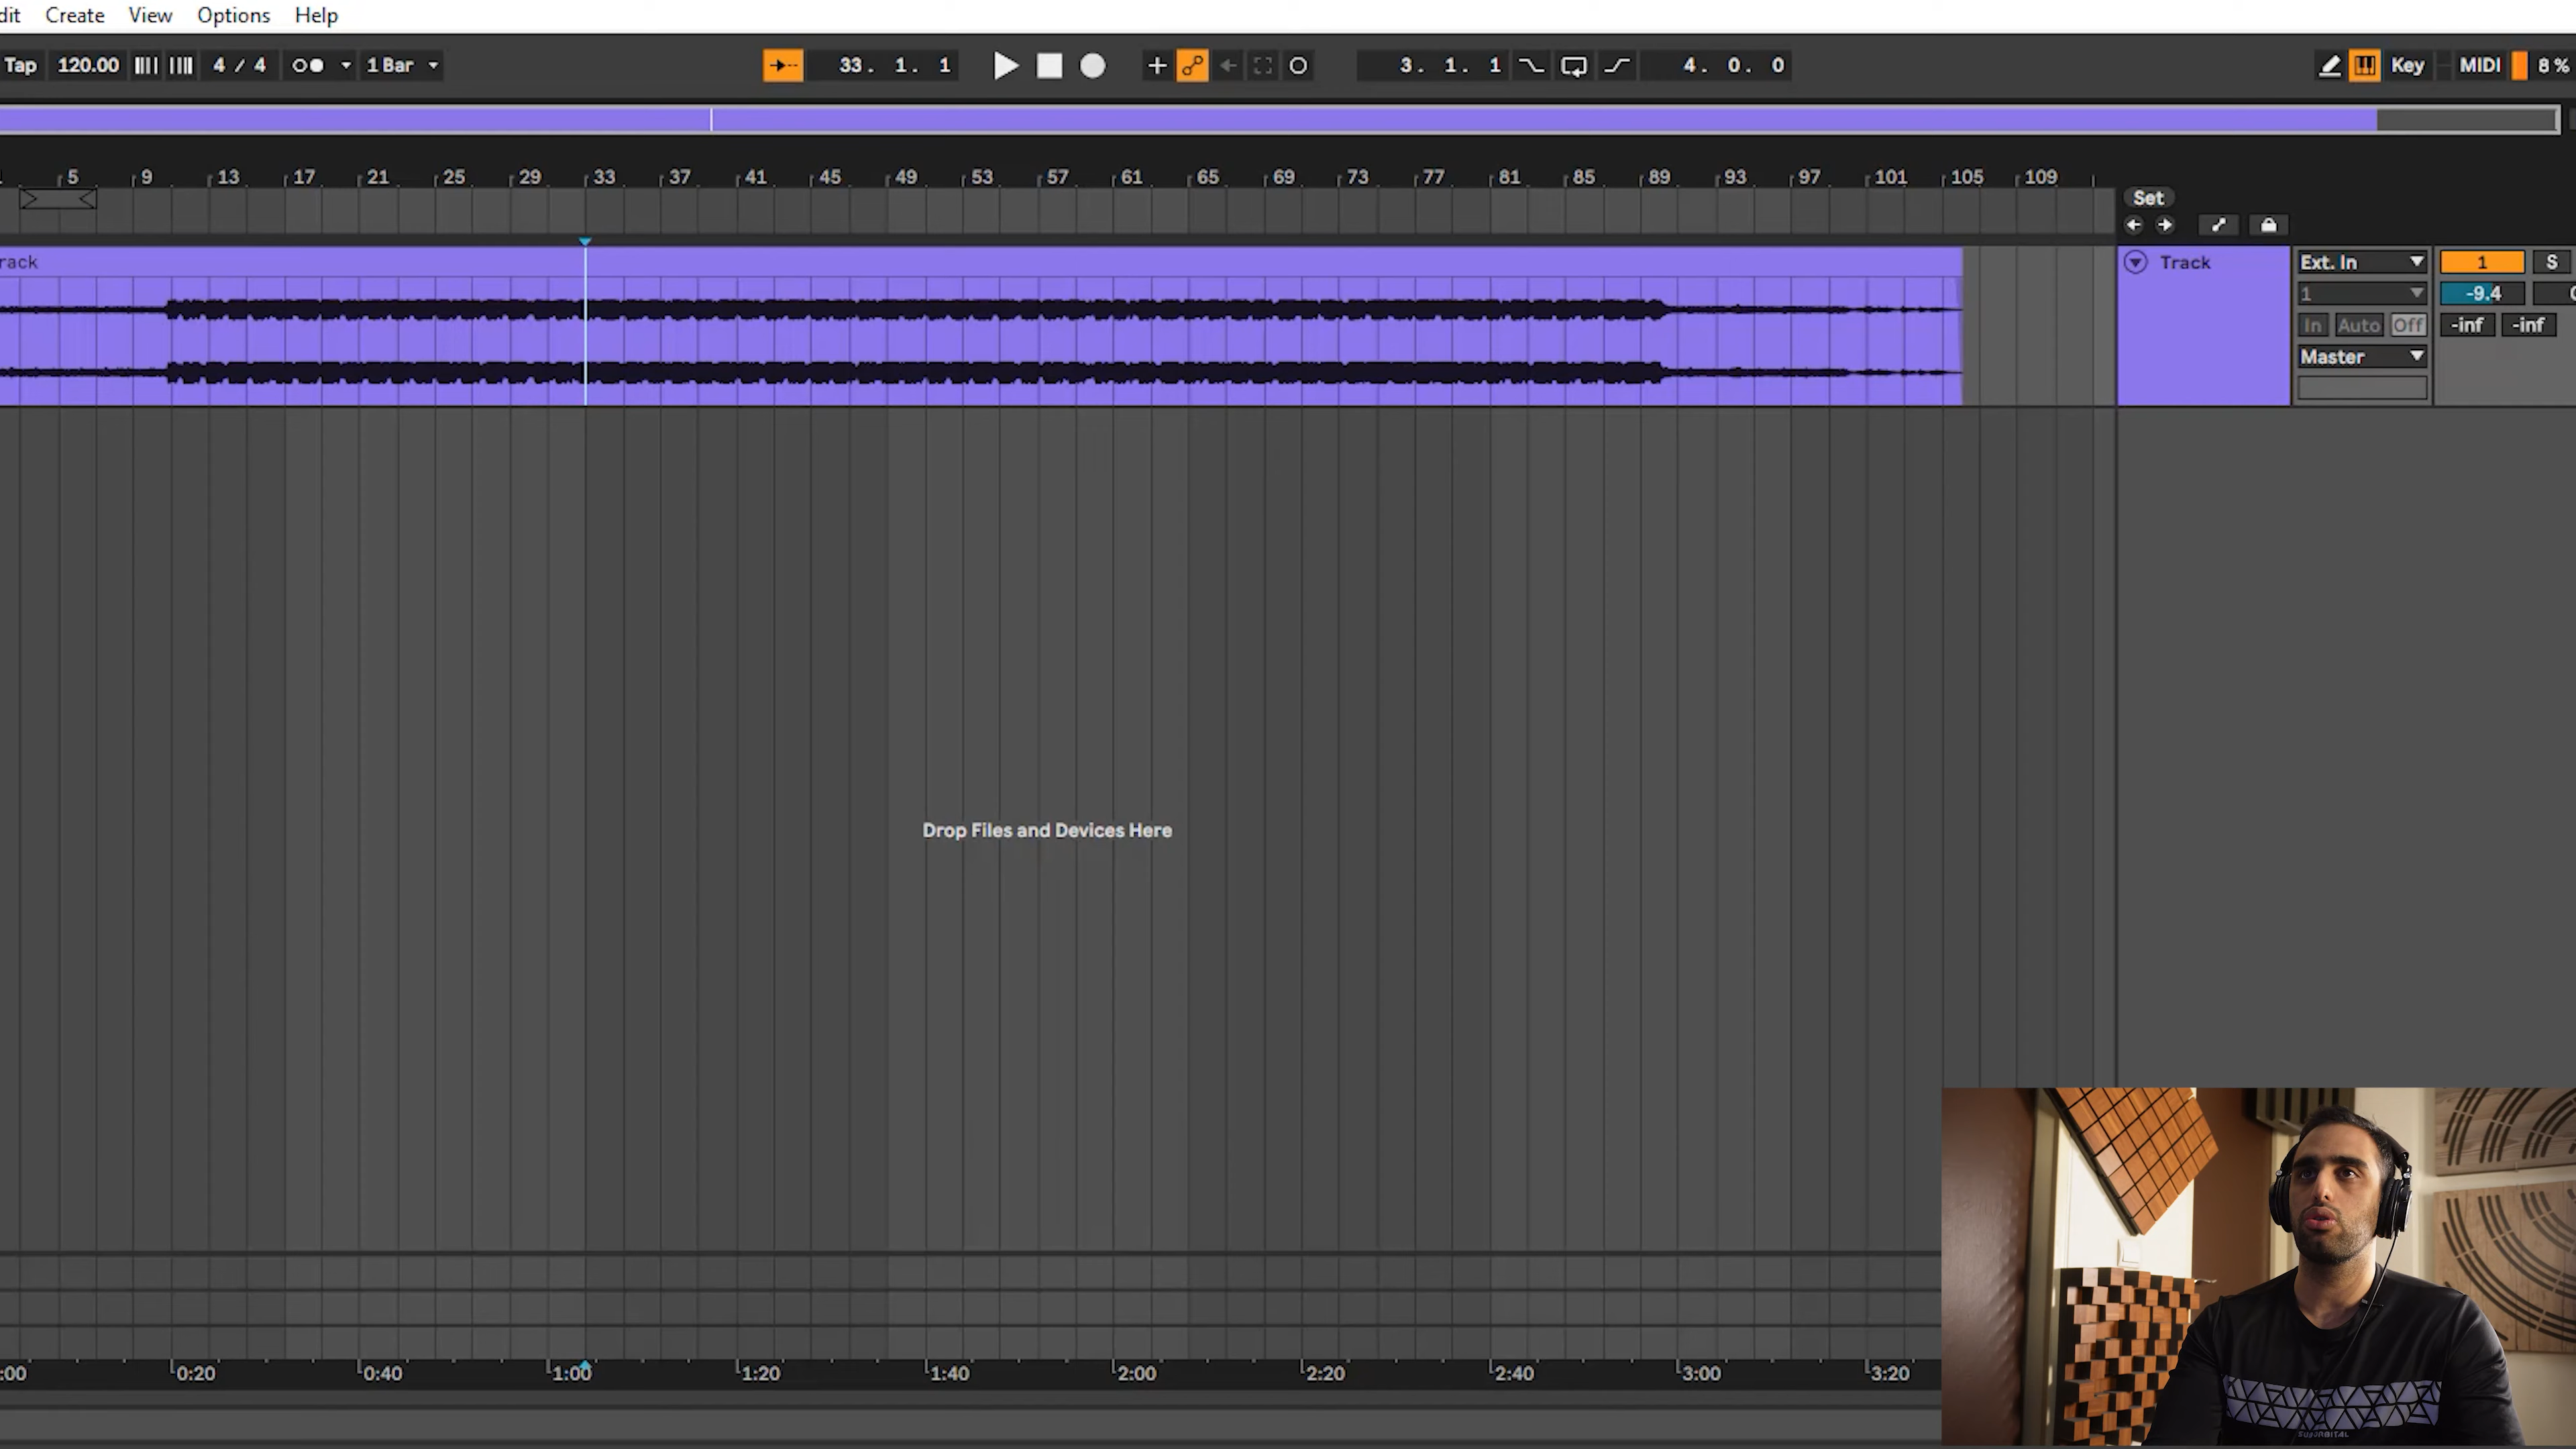 dit Create View Options Help
Tap 120.00 4 / 4 1 Bar 33. 1. 1 3. 1. 1 4. 0. 0 Key MIDI 8 %
5 9 13 17 21 25 29 33 37 41 45 49 53 57 61 65 69 73 77 81 85 89 93 97 101 105 109
Set
rack Track Ext. In 1 S
1 -9.4
In Auto Off -inf -inf
Master
Drop Files and Devices Here
:00 0:20 0:40 1:00 1:20 1:40 2:00 2:20 2:40 3:00 3:20